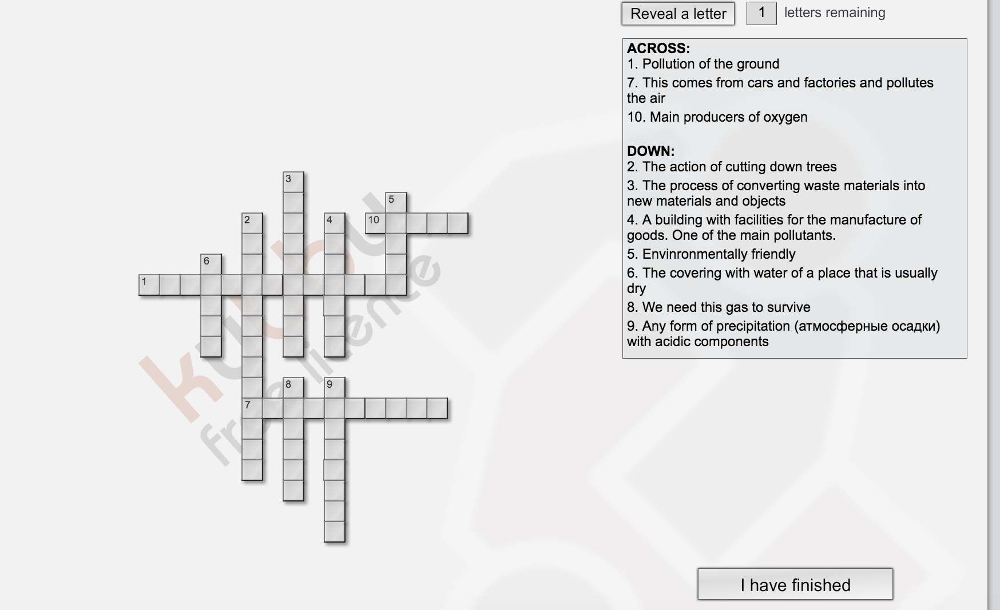 Reveal a letter 1 letters remaining
ACROSS:
1. Pollution of the ground
7. This comes from cars and factories and pollutes
the air
10. Main producers of oxygen
DOWN:
2. The action of cutting down trees
3. The process of converting waste materials into
new materials and objects
4. A building with facilities for the manufacture of
goods. One of the main pollutants.
5. Envinronmentally friendly
6. The covering with water of a place that is usually
dry
8. We need this gas to survive
9. Any form of precipitation (атмосферные осадки)
with acidic components
3
5
2
4
10
6
1
8
9
7
kubbu
free licence
I have finished